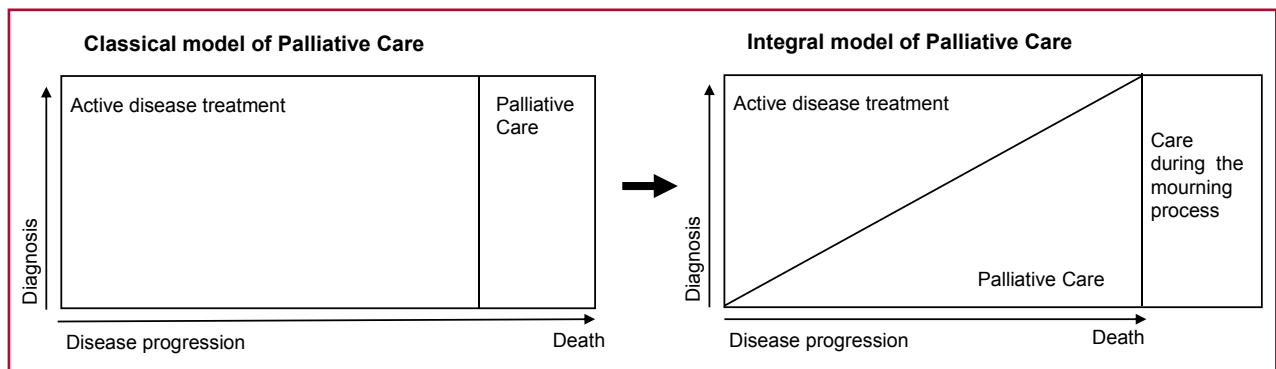 Classical model of Palliative Care
Active disease treatment
Palliative
Care
Diagnosis
Disease progression
Death
Integral model of Palliative Care
Active disease treatment
Care
during the
mourning
process
Palliative Care
Diagnosis
Disease progression
Death